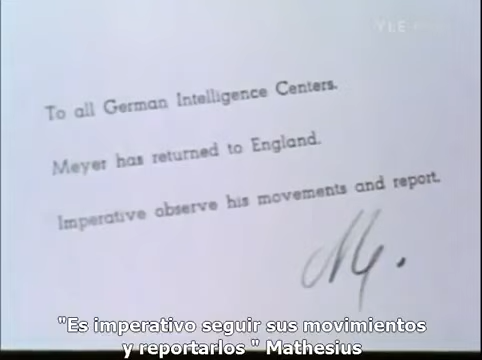 YLE
To all German Intelligence Centers.
Meyer has returned to England.
Imperative observe his movements and report.
M.
"Es imperativo seguir sus movimientos
y reportarlos " Mathesius